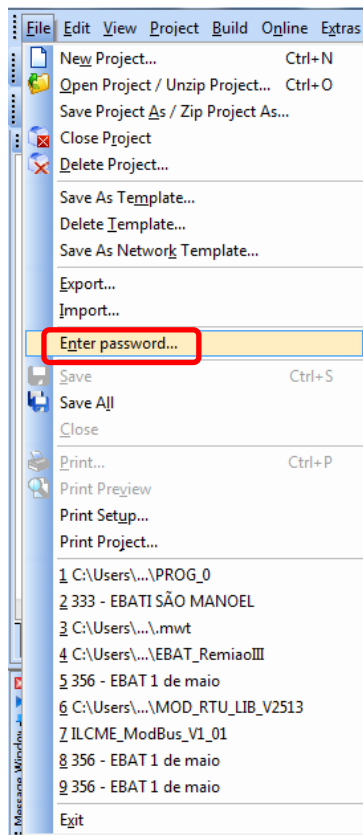 File Edit View Project Build Online Extras
New Project... Ctrl+N
Open Project / Unzip Project... Ctrl+O
Save Project As / Zip Project As...
Close Project
Delete Project...
Save As Template...
Delete Template...
Save As Network Template...
Export...
Import...
Enter password...
Save Ctrl+S
Save All
Close
Print... Ctrl+P
Print Preview
Print Setup...
Print Project...
1 C:\Users\...\PROG_0
2 333 - EBATI SÃO MANOEL
3 C:\Users\...\.mwt
4 C:\Users\...\EBAT_RemiaoIII
5 356 - EBAT 1 de maio
6 C:\Users\...\MOD_RTU_LIB_V2513
7 ILCME_ModBus_V1_01
8 356 - EBAT 1 de maio
9 356 - EBAT 1 de maio
Exit
Message Window